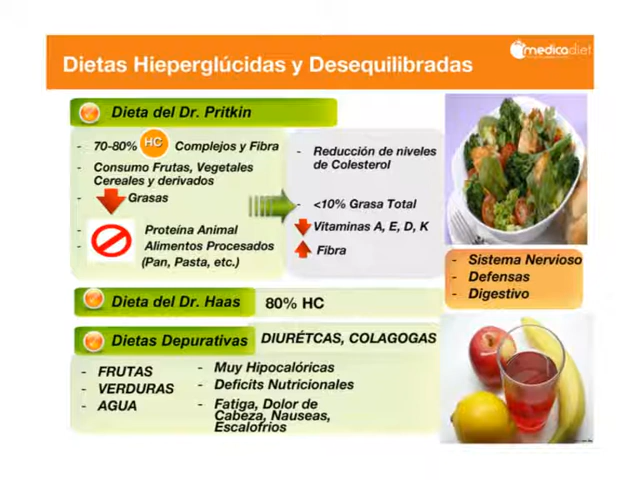 medicadiet
Dietas Hieperglúcidas y Desequilibradas
Dieta del Dr. Pritkin
- 70-80% HC Complejos y Fibra
- Consumo Frutas, Vegetales
Cereales y derivados
- Grasas
- Proteína Animal
- Alimentos Procesados
(Pan, Pasta, etc.)
- Reducción de niveles
de Colesterol
- <10% Grasa Total
Vitaminas A, E, D, K
Fibra
- Sistema Nervioso
- Defensas
- Digestivo
Dieta del Dr. Haas
80% HC
Dietas Depurativas
DIURÉTCAS, COLAGOGAS
- FRUTAS
- VERDURAS
- AGUA
- Muy Hipocalóricas
- Deficits Nutricionales
- Fatiga, Dolor de
Cabeza, Nauseas,
Escalofrios